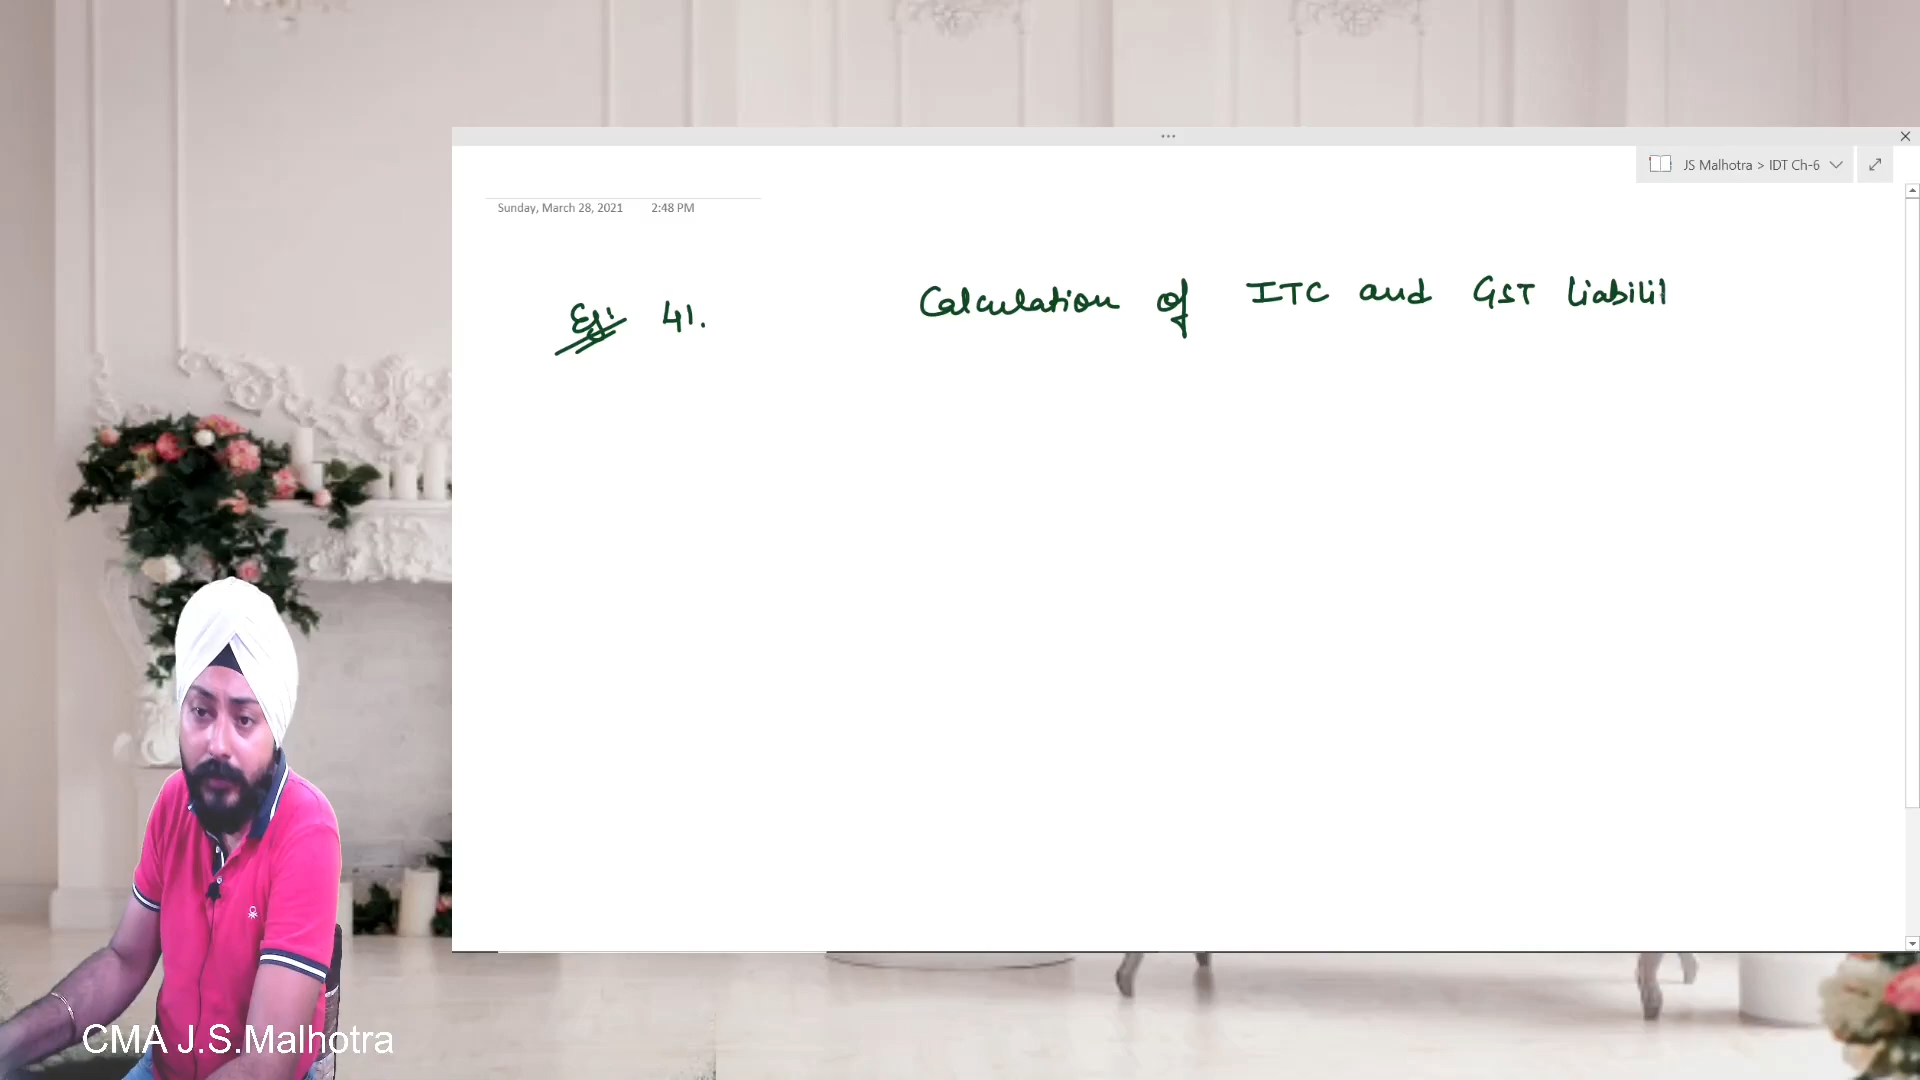 JS Malhotra > IDT Ch-6
Sunday, March 28, 2021 2:48 PM
Eg: 41. Calculation of ITC and GST liabilit
CMA J.S.Malhotra